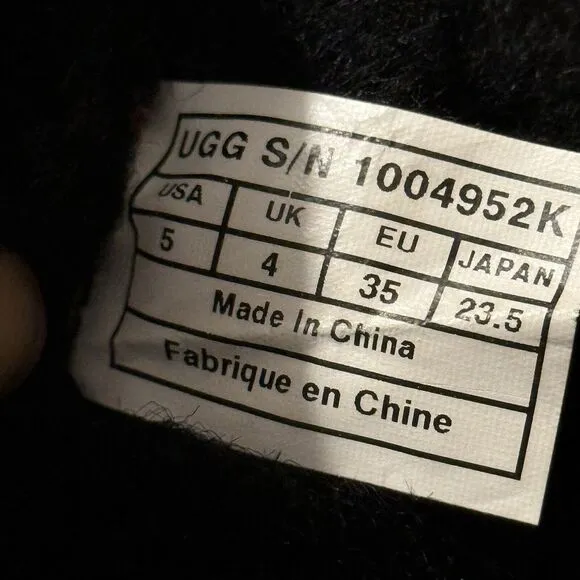 UGG S/N 1004952K
USA UK EU JAPAN
5 4 35 23.5
Made In China
Fabrique en Chine